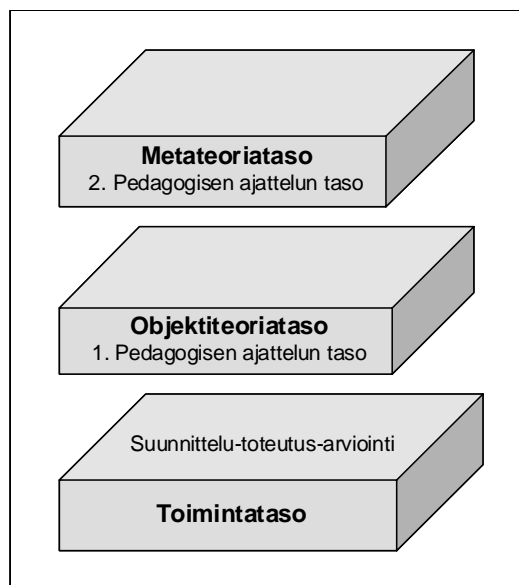 Metateoriataso
2. Pedagogisen ajattelun taso
Objektiteoriataso
1. Pedagogisen ajattelun taso
Suunnittelu-toteutus-arviointi
Toimintataso